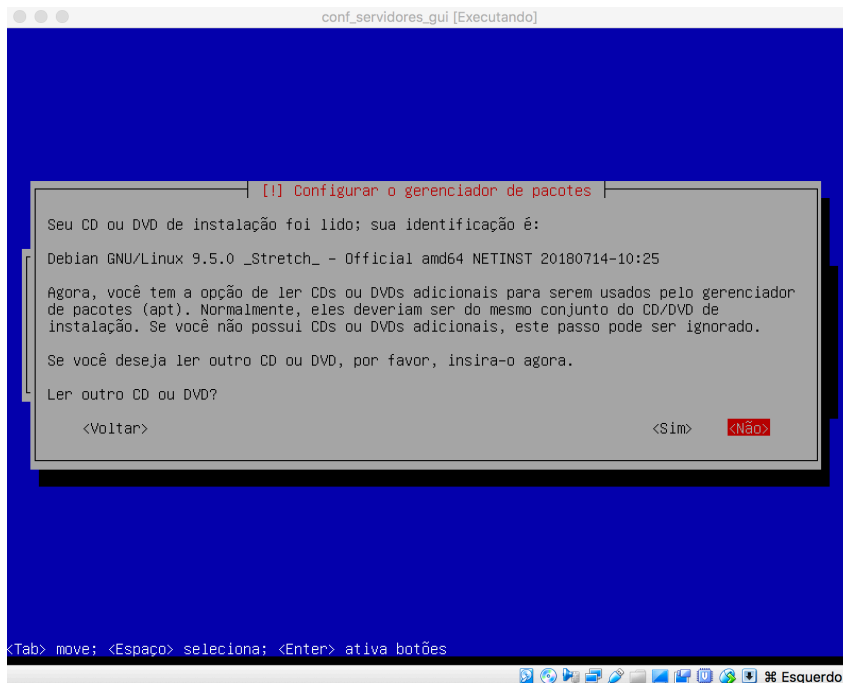 conf_servidores_gui [Executando]
[!] Configurar o gerenciador de pacotes
Seu CD ou DVD de instalação foi lido; sua identificação é:
Debian GNU/Linux 9.5.0 _Stretch_ - Official amd64 NETINST 20180714-10:25
Agora, você tem a opção de ler CDs ou DVDs adicionais para serem usados pelo gerenciador
de pacotes (apt). Normalmente, eles deveriam ser do mesmo conjunto do CD/DVD de
instalação. Se você não possui CDs ou DVDs adicionais, este passo pode ser ignorado.
Se você deseja ler outro CD ou DVD, por favor, insira-o agora.
Ler outro CD ou DVD?
<Voltar> <Sim> <Não>
<Tab> move; <Espaço> seleciona; <Enter> ativa botões
⌘ Esquerdo